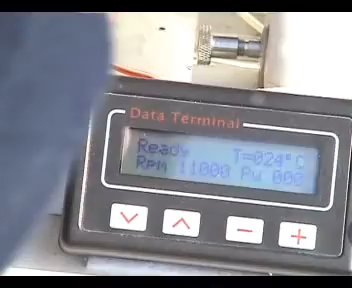 Data Terminal
Ready T=024°C
Rpm 11000 Pw 000
− +